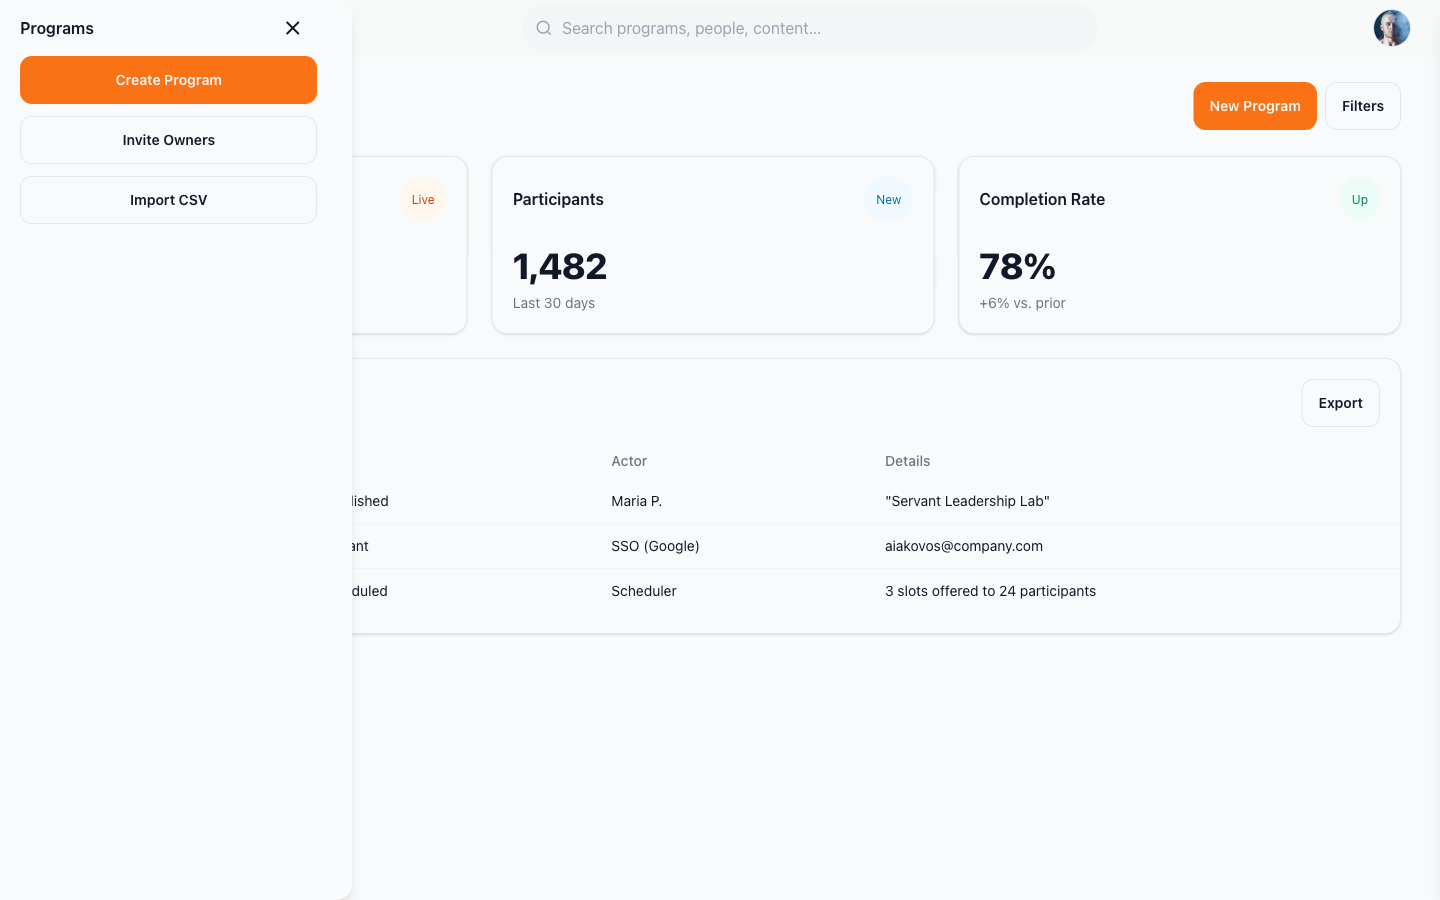 Programs
Create Program
Invite Owners
Import CSV
Search programs, people, content...
New Program
Filters
Live
Participants
New
1,482
Last 30 days
Completion Rate
Up
78%
+6% vs. prior
Export
Actor
Details
lished
Maria P.
"Servant Leadership Lab"
ant
SSO (Google)
aiakovos@company.com
duled
Scheduler
3 slots offered to 24 participants